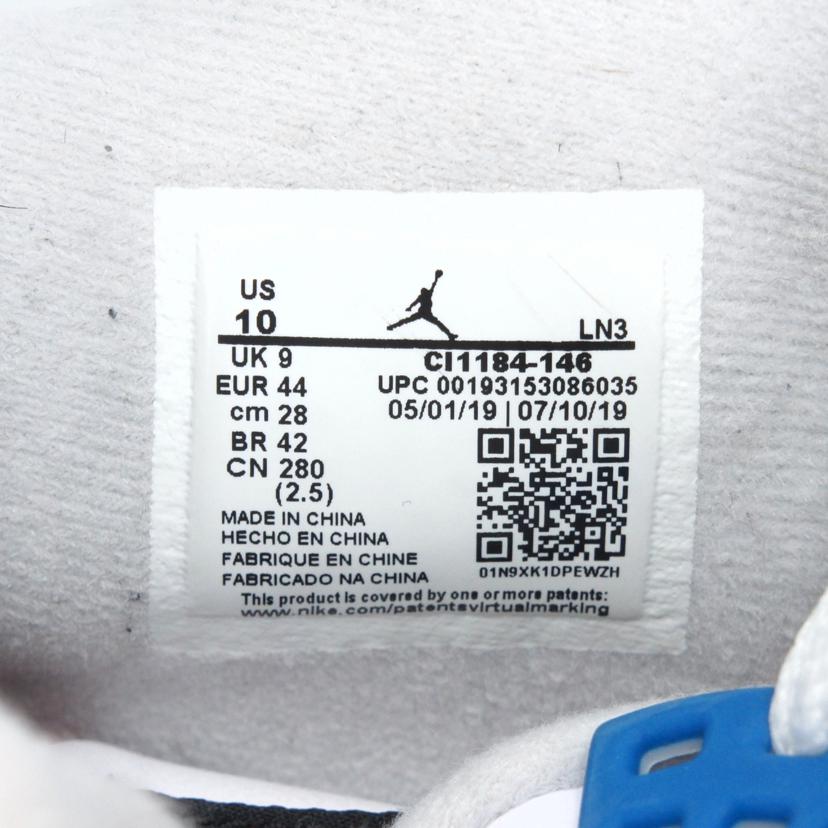 US
10
LN3
UK 9
CI1184-146
EUR 44
UPC 00193153086035
cm 28
05/01/19 | 07/10/19
BR 42
CN 280
(2.5)
MADE IN CHINA
HECHO EN CHINA
FABRIQUE EN CHINE
FABRICADO NA CHINA
01N9XK1DPEWZH
This product is covered by one or more patents:
www.nike.com/patentsvirtualmarking